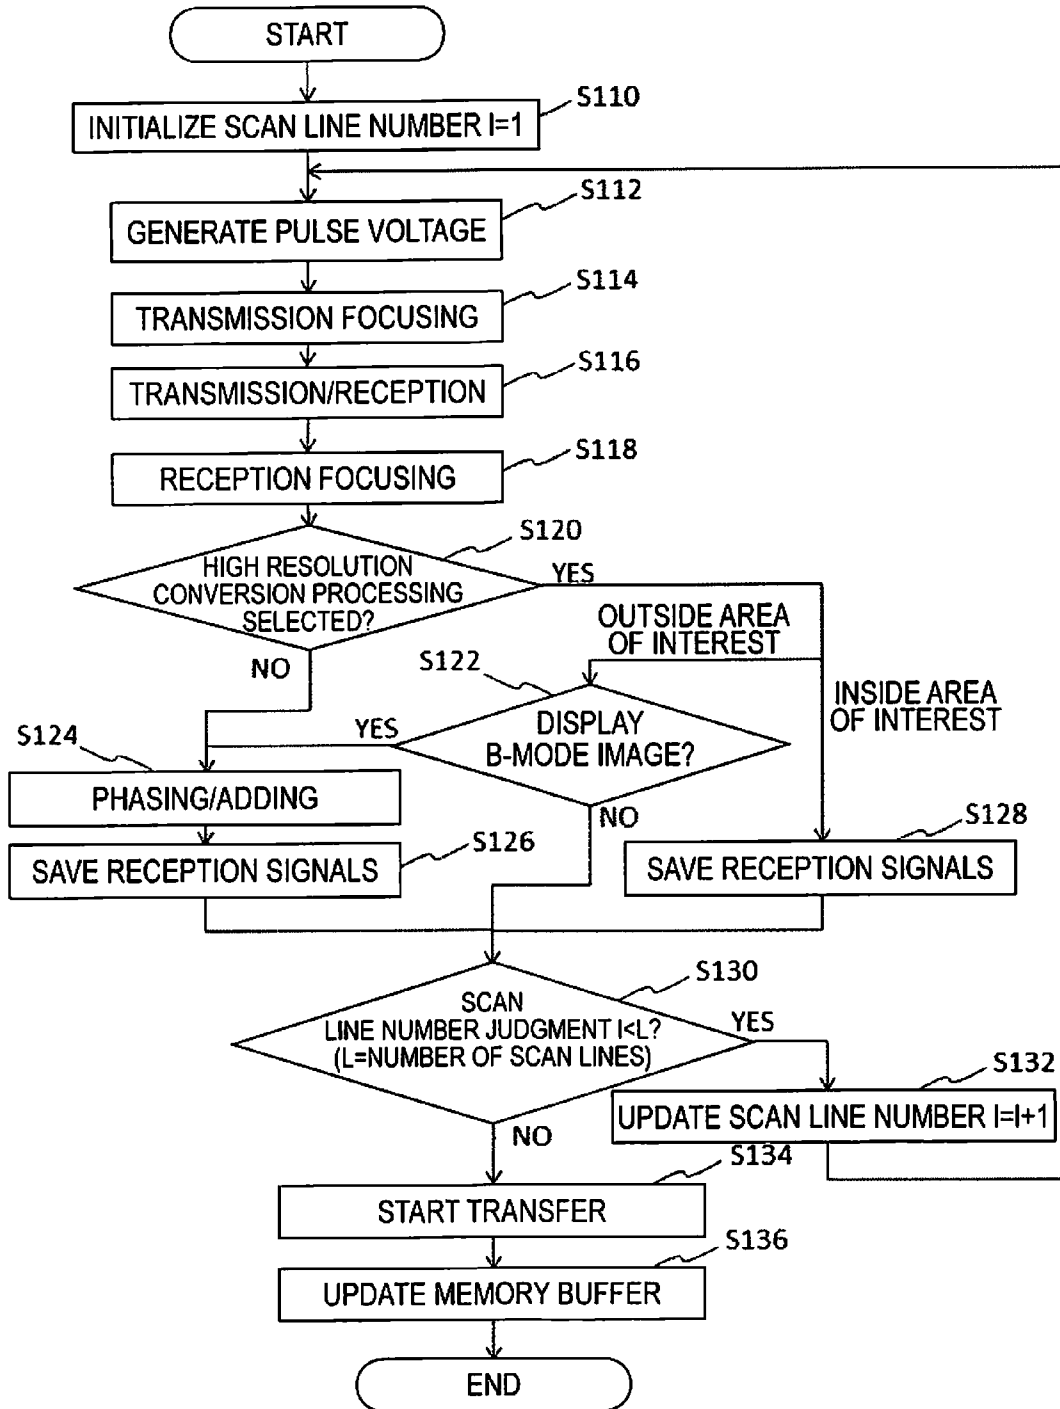 START
S110
INITIALIZE SCAN LINE NUMBER I=1
S112
GENERATE PULSE VOLTAGE
S114
TRANSMISSION FOCUSING
S116
TRANSMISSION/RECEPTION
S118
RECEPTION FOCUSING
S120
HIGH RESOLUTION
CONVERSION PROCESSING
SELECTED?
YES
NO
OUTSIDE AREA
OF INTEREST
INSIDE AREA
OF INTEREST
S122
DISPLAY
B-MODE IMAGE?
YES
NO
S124
PHASING/ADDING
S126
SAVE RECEPTION SIGNALS
S128
SAVE RECEPTION SIGNALS
S130
SCAN
LINE NUMBER JUDGMENT I<L?
(L=NUMBER OF SCAN LINES)
YES
NO
S132
UPDATE SCAN LINE NUMBER I=I+1
S134
START TRANSFER
S136
UPDATE MEMORY BUFFER
END